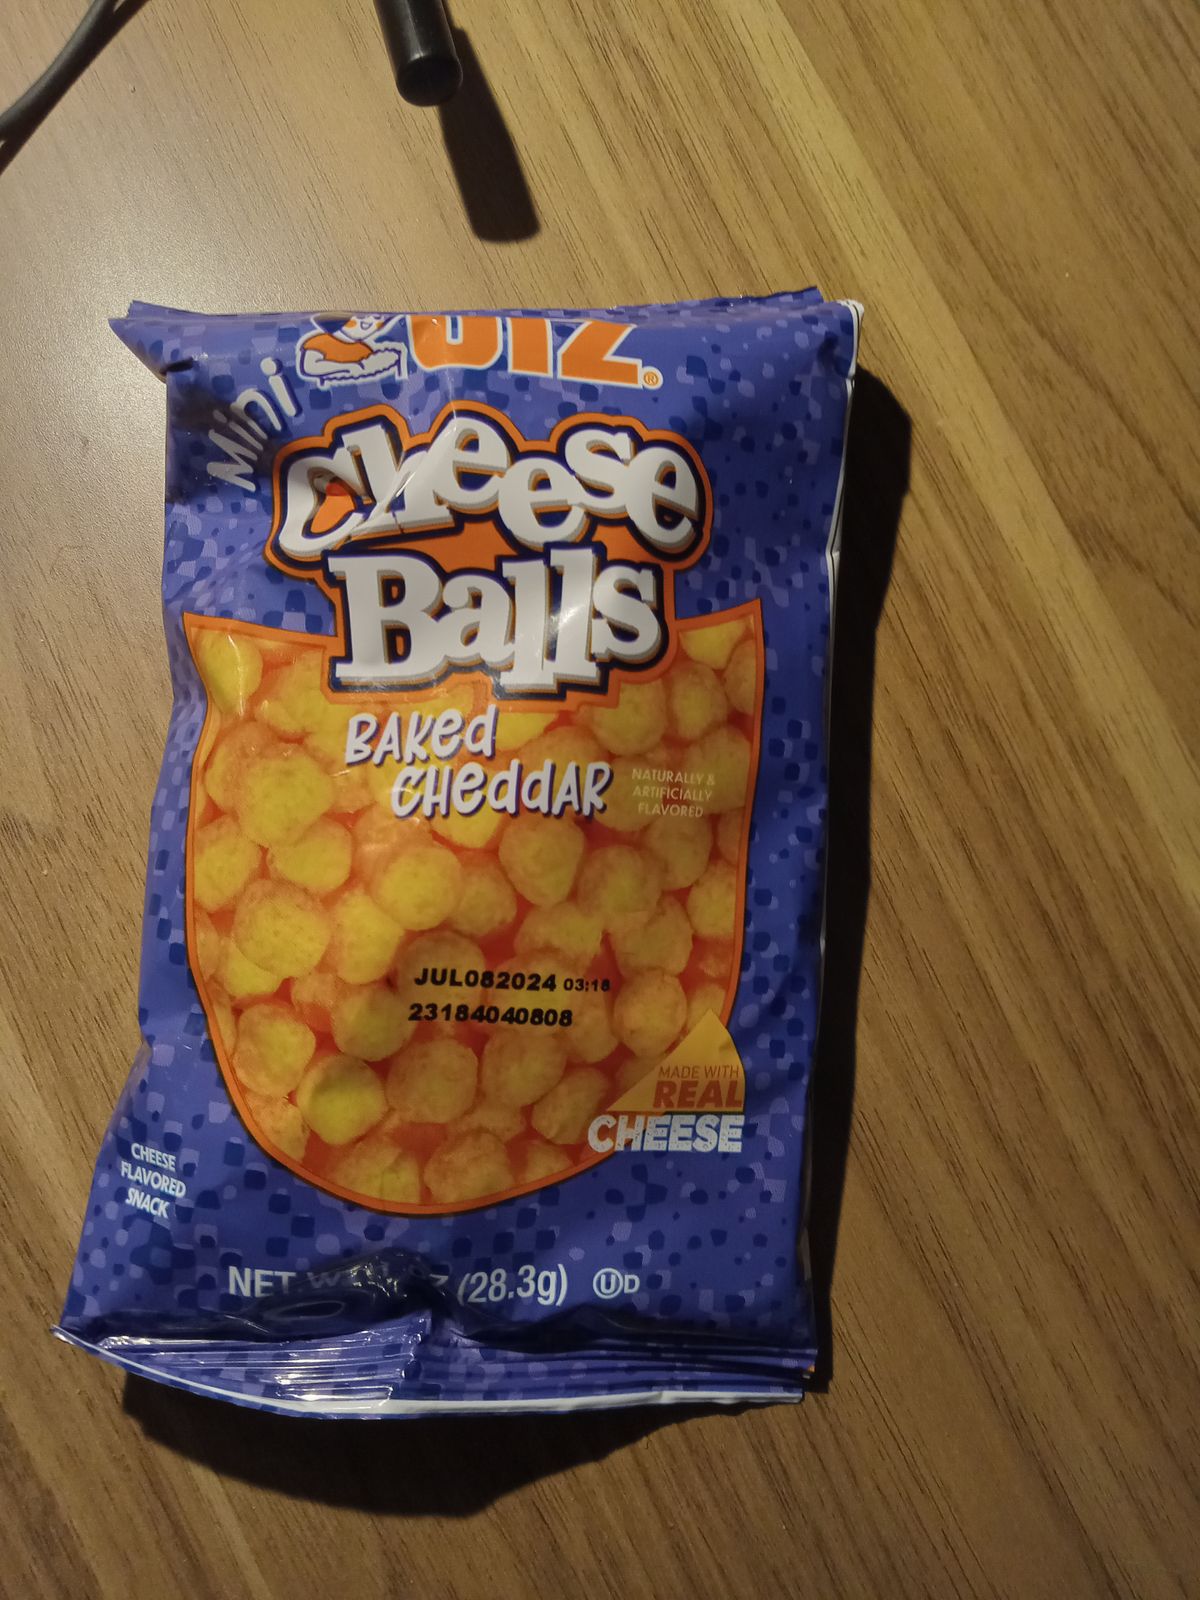 Mini
UTZ®
Cheese
Balls
BAKed
CHeddAR
NATURALLY &
ARTIFICIALLY
FLAVORED
JUL082024 03:18
23184040808
MADE WITH
REAL
CHEESE
CHEESE
FLAVORED
SNACK
NET (28.3g) UD